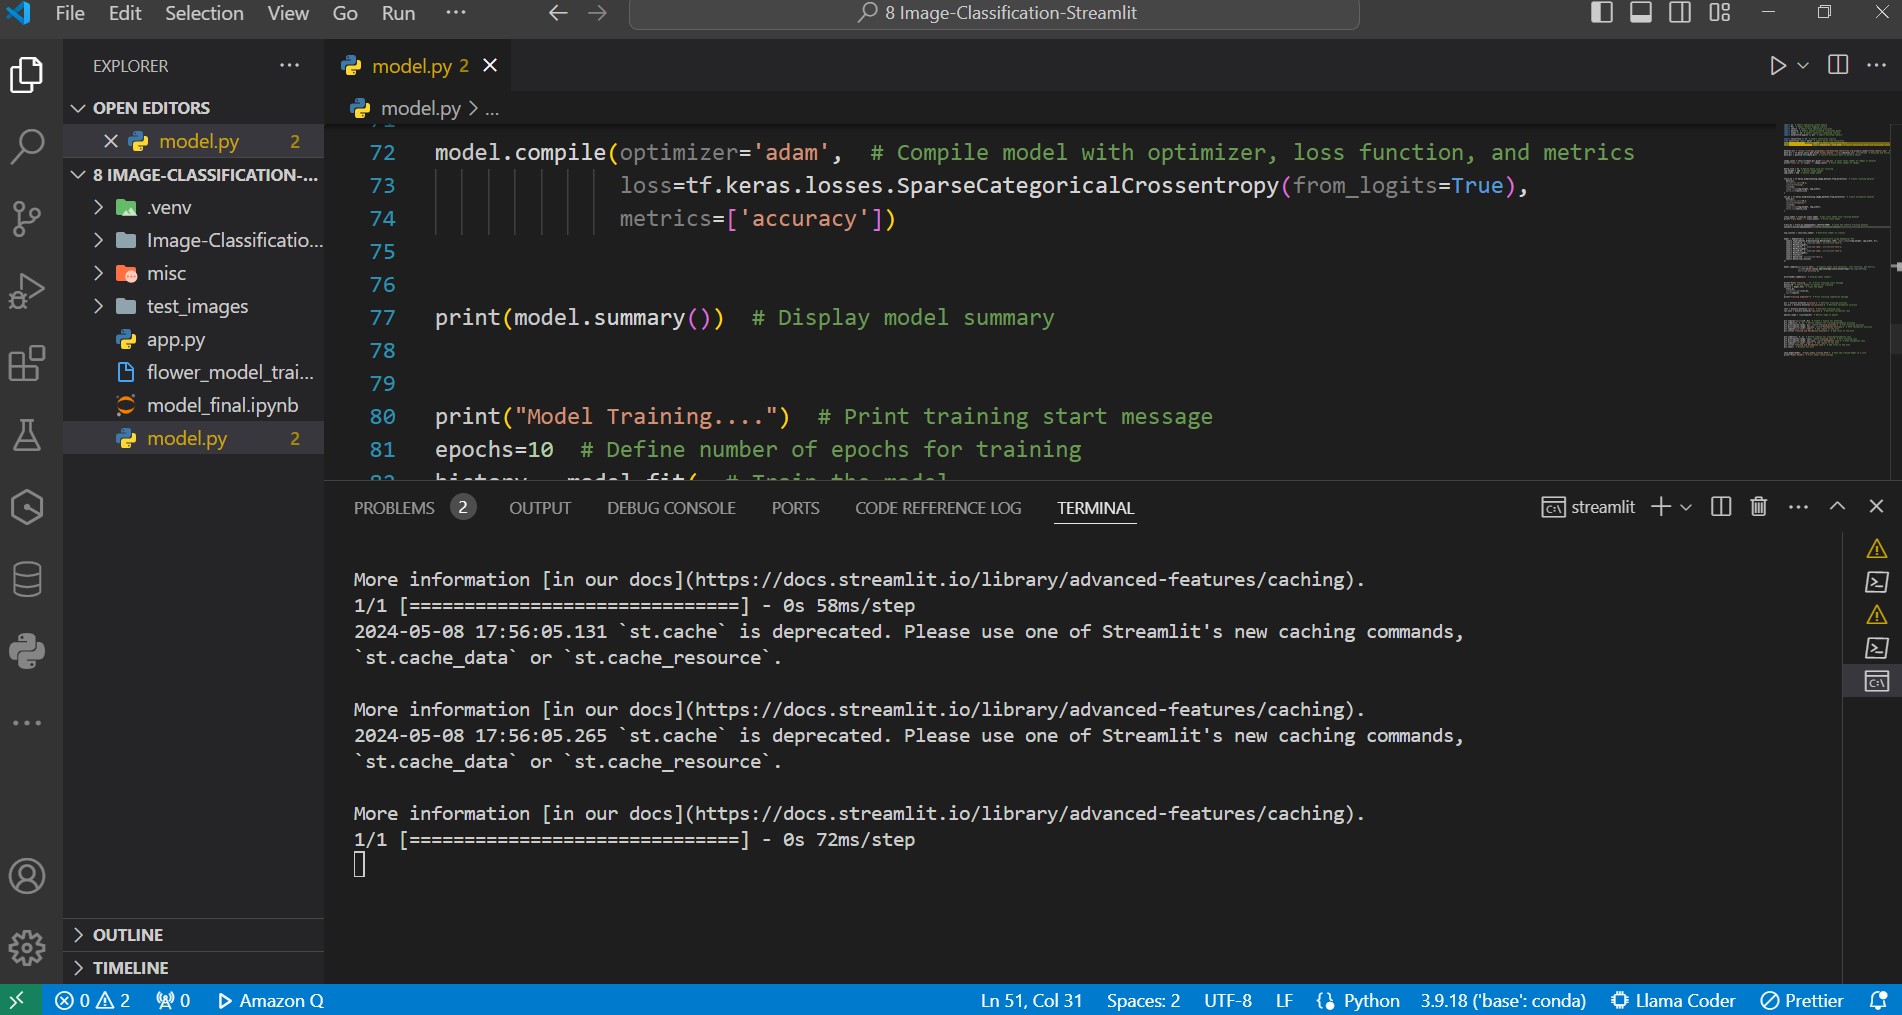 File Edit Selection View Go Run ···
8 Image-Classification-Streamlit
EXPLORER
OPEN EDITORS
model.py 2
8 IMAGE-CLASSIFICATION-...
.venv
Image-Classificatio...
misc
test_images
app.py
flower_model_trai...
model_final.ipynb
model.py 2
OUTLINE
TIMELINE
model.py 2
model.py > ...
72 model.compile(optimizer='adam',  # Compile model with optimizer, loss function, and metrics
73 loss=tf.keras.losses.SparseCategoricalCrossentropy(from_logits=True),
74 metrics=['accuracy'])
75
76
77 print(model.summary())  # Display model summary
78
79
80 print("Model Training....")  # Print training start message
81 epochs=10  # Define number of epochs for training
PROBLEMS 2 OUTPUT DEBUG CONSOLE PORTS CODE REFERENCE LOG TERMINAL
streamlit
More information [in our docs](https://docs.streamlit.io/library/advanced-features/caching).
1/1 [==============================] - 0s 58ms/step
2024-05-08 17:56:05.131 `st.cache` is deprecated. Please use one of Streamlit's new caching commands,
`st.cache_data` or `st.cache_resource`.
More information [in our docs](https://docs.streamlit.io/library/advanced-features/caching).
2024-05-08 17:56:05.265 `st.cache` is deprecated. Please use one of Streamlit's new caching commands,
`st.cache_data` or `st.cache_resource`.
More information [in our docs](https://docs.streamlit.io/library/advanced-features/caching).
1/1 [==============================] - 0s 72ms/step
0 2 0 Amazon Q Ln 51, Col 31 Spaces: 2 UTF-8 LF Python 3.9.18 ('base': conda) Llama Coder Prettier